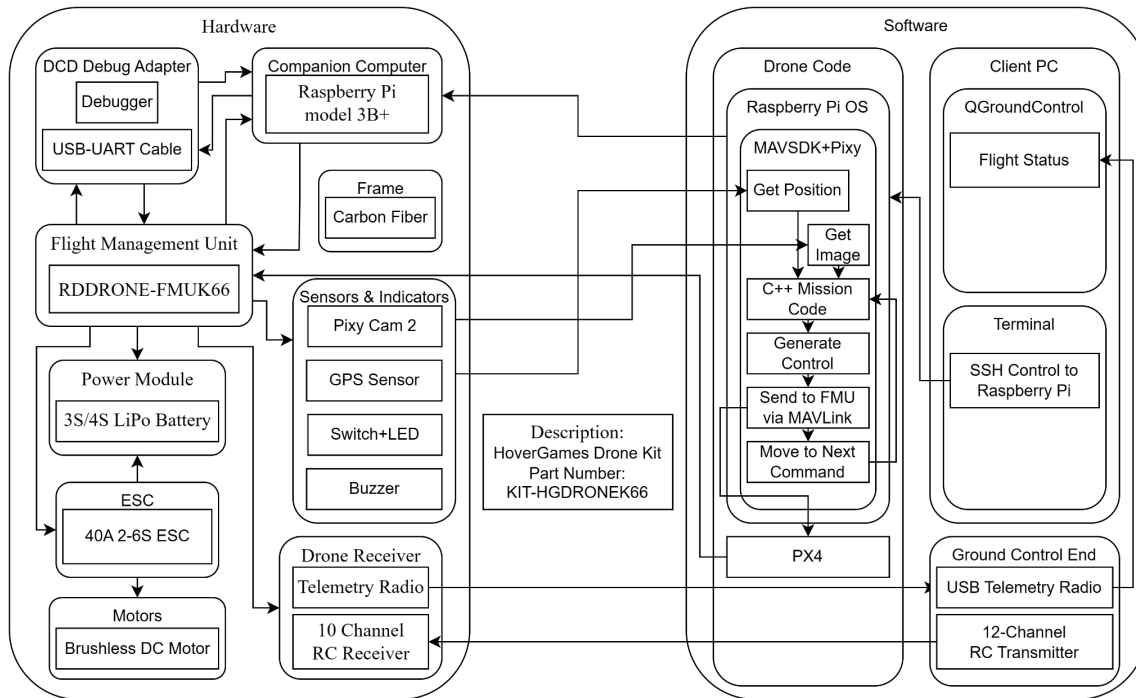 Hardware
DCD Debug Adapter
Debugger
USB-UART Cable
Companion Computer
Raspberry Pi
model 3B+
Frame
Carbon Fiber
Flight Management Unit
RDDRONE-FMUK66
Sensors & Indicators
Pixy Cam 2
GPS Sensor
Switch+LED
Buzzer
Power Module
3S/4S LiPo Battery
ESC
40A 2-6S ESC
Motors
Brushless DC Motor
Drone Receiver
Telemetry Radio
10 Channel
RC Receiver
Description:
HoverGames Drone Kit
Part Number:
KIT-HGDRONEK66
Software
Drone Code
Raspberry Pi OS
MAVSDK+Pixy
Get Position
Get
Image
C++ Mission
Code
Generate
Control
Send to FMU
via MAVLink
Move to Next
Command
PX4
Client PC
QGroundControl
Flight Status
Terminal
SSH Control to
Raspberry Pi
Ground Control End
USB Telemetry Radio
12-Channel
RC Transmitter